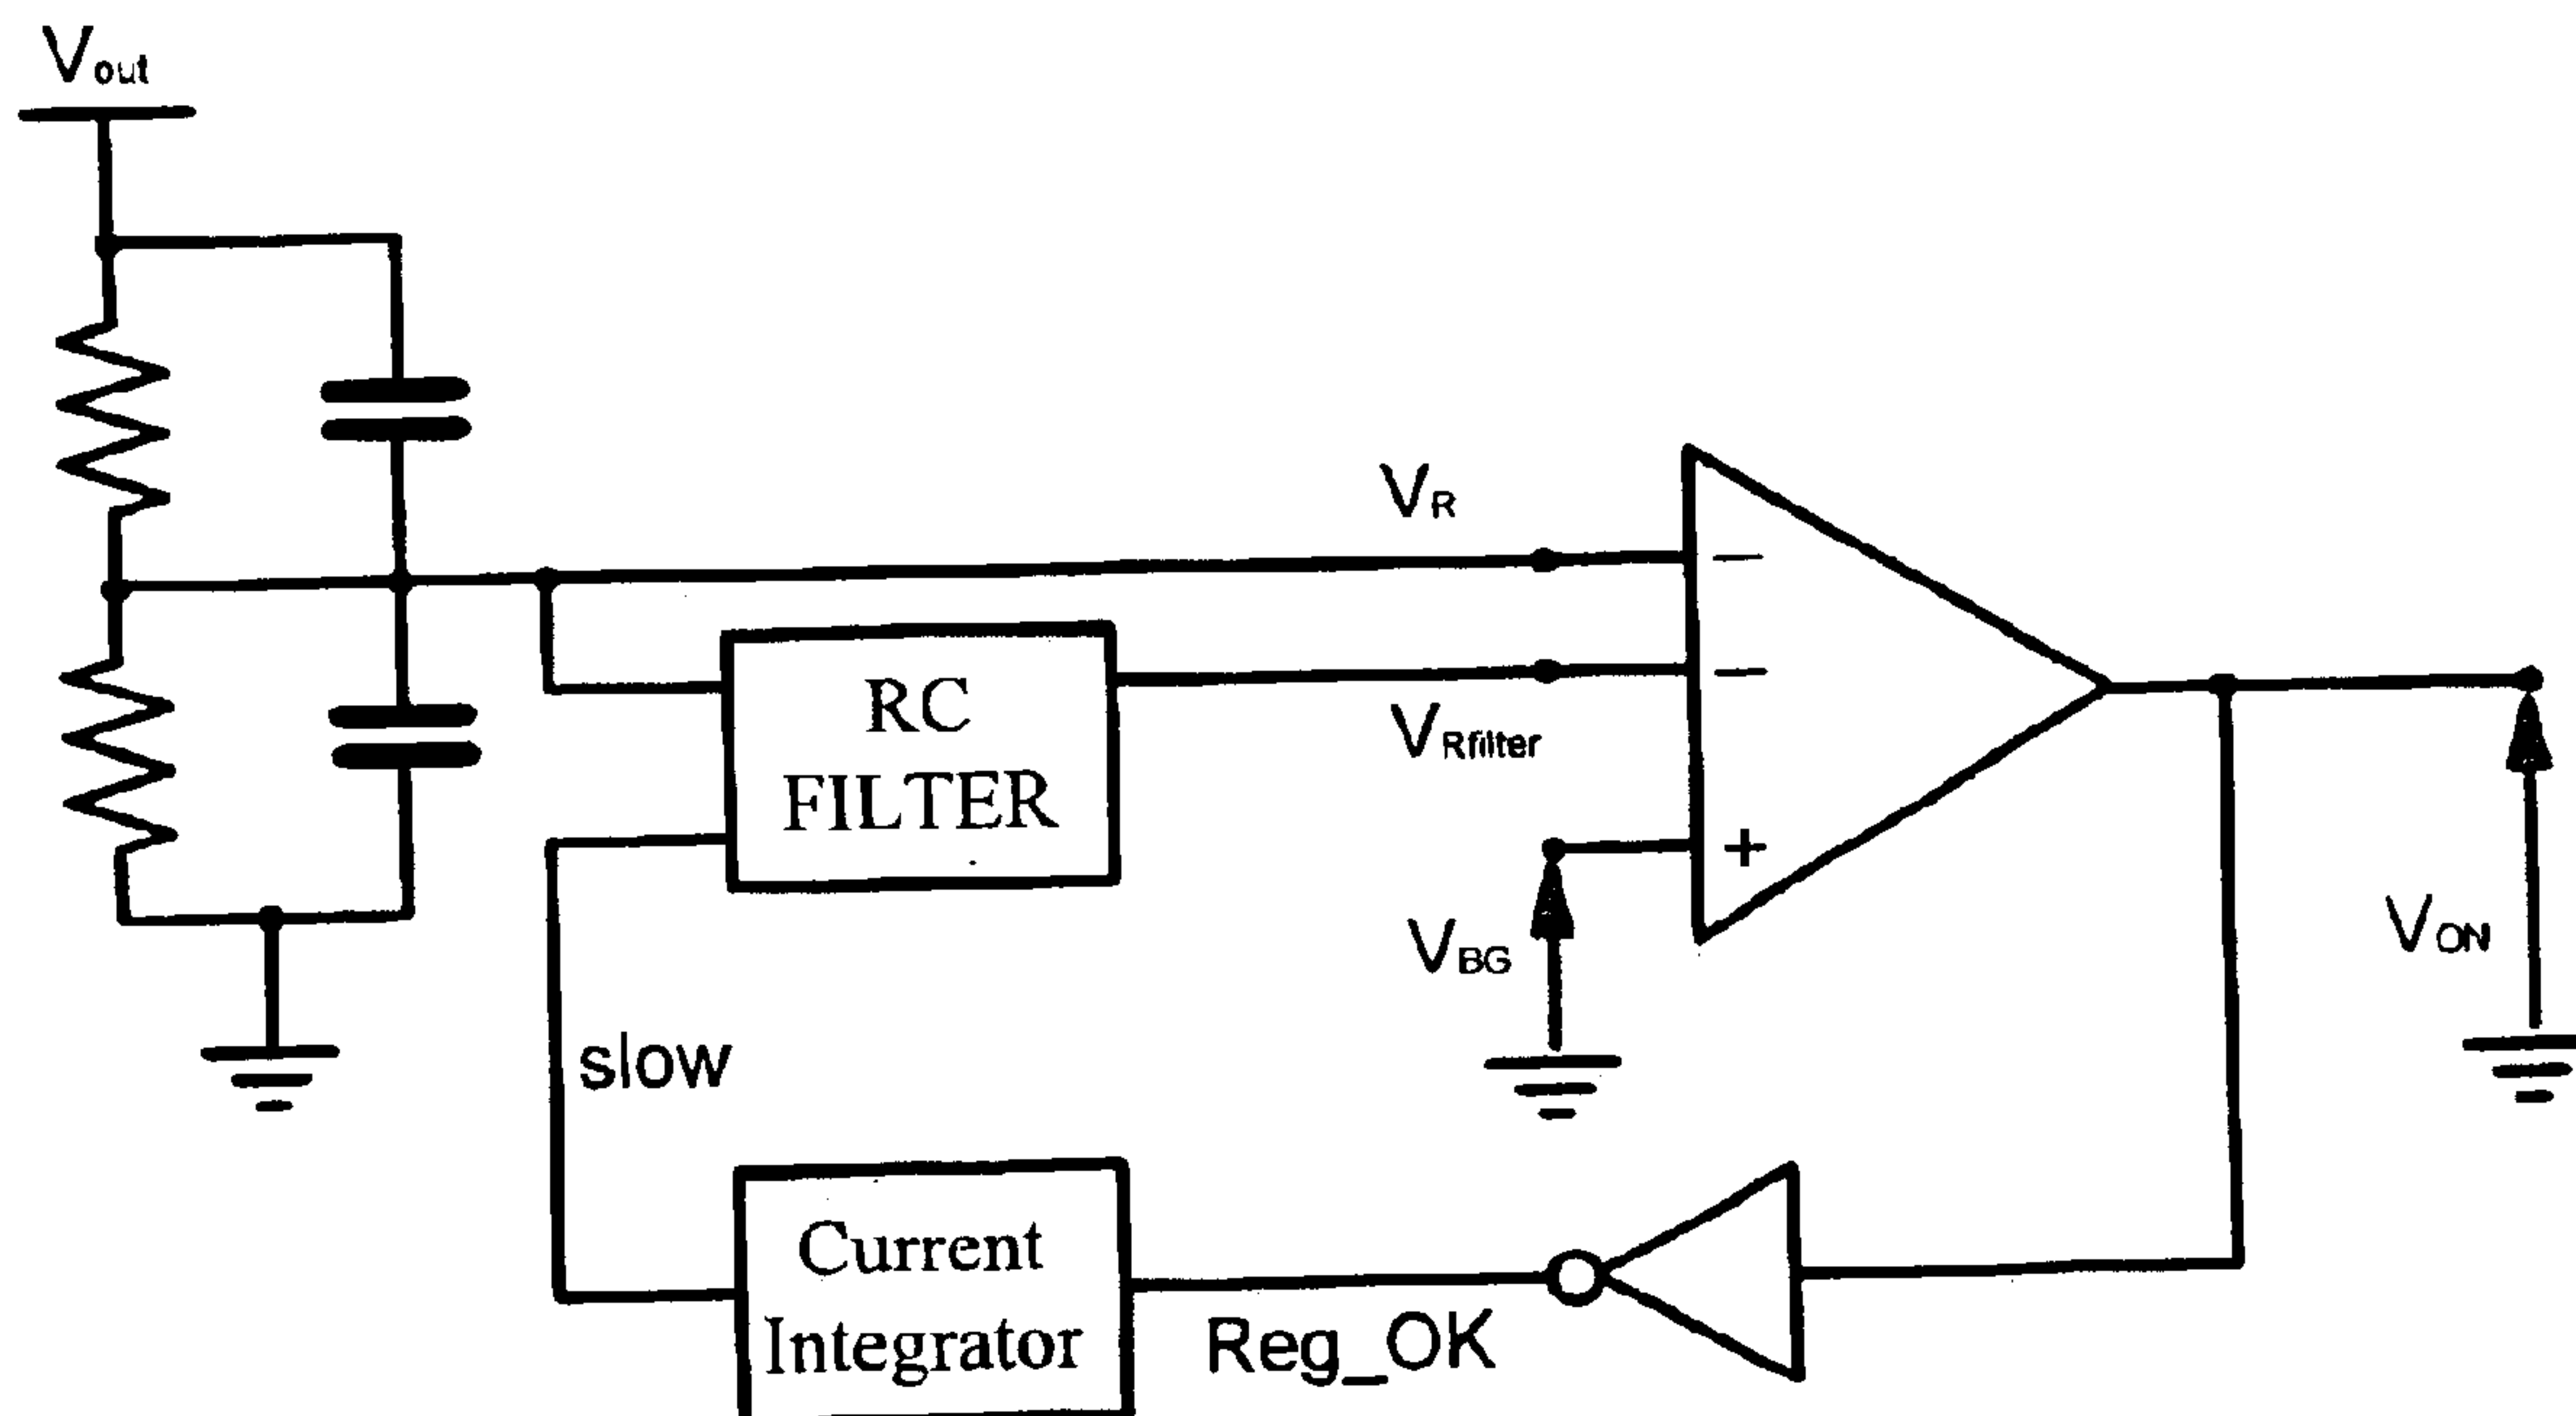 Vout
VR
−
RC
FILTER
−
VRfilter
+
VBG
VON
slow
Current
Integrator
Reg_OK